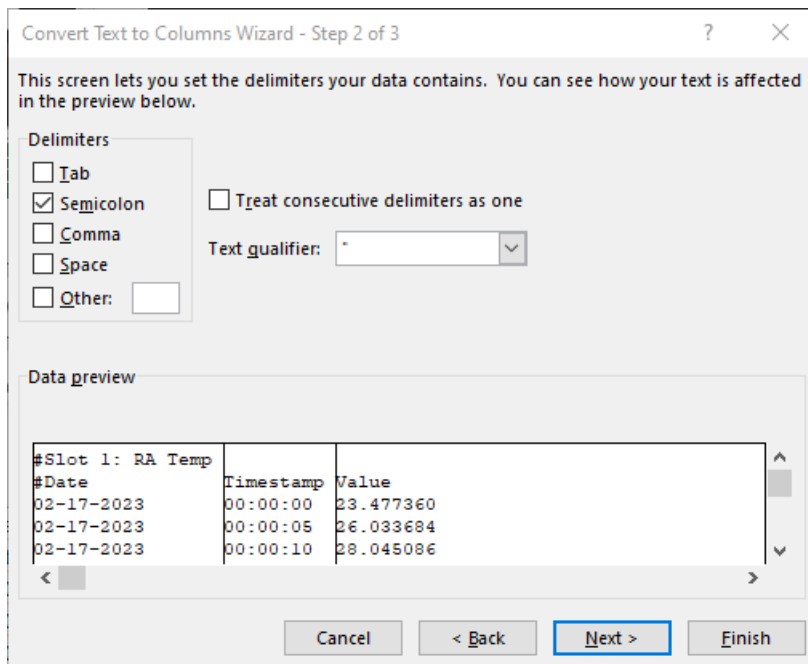 Convert Text to Columns Wizard - Step 2 of 3 ?
This screen lets you set the delimiters your data contains. You can see how your text is affected
in the preview below.
Delimiters
Tab
Semicolon
Comma
Space
Other:
Treat consecutive delimiters as one
Text qualifier: "
Data preview
#Slot 1: RA Temp
#Date Timestamp Value
02-17-2023 00:00:00 23.477360
02-17-2023 00:00:05 26.033684
02-17-2023 00:00:10 28.045086
Cancel < Back Next > Finish